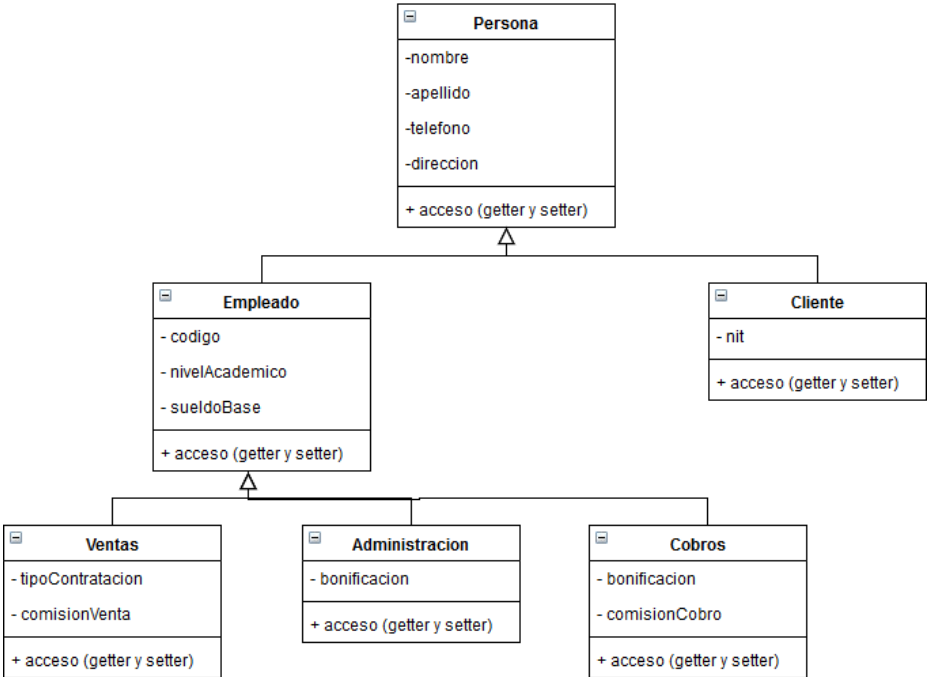 Persona
-nombre
-apellido
-telefono
-direccion
+ acceso (getter y setter)
Empleado
- codigo
- nivelAcademico
- sueldoBase
+ acceso (getter y setter)
Cliente
- nit
+ acceso (getter y setter)
Ventas
- tipoContratacion
- comisionVenta
+ acceso (getter y setter)
Administracion
- bonificacion
+ acceso (getter y setter)
Cobros
- bonificacion
- comisionCobro
+ acceso (getter y setter)